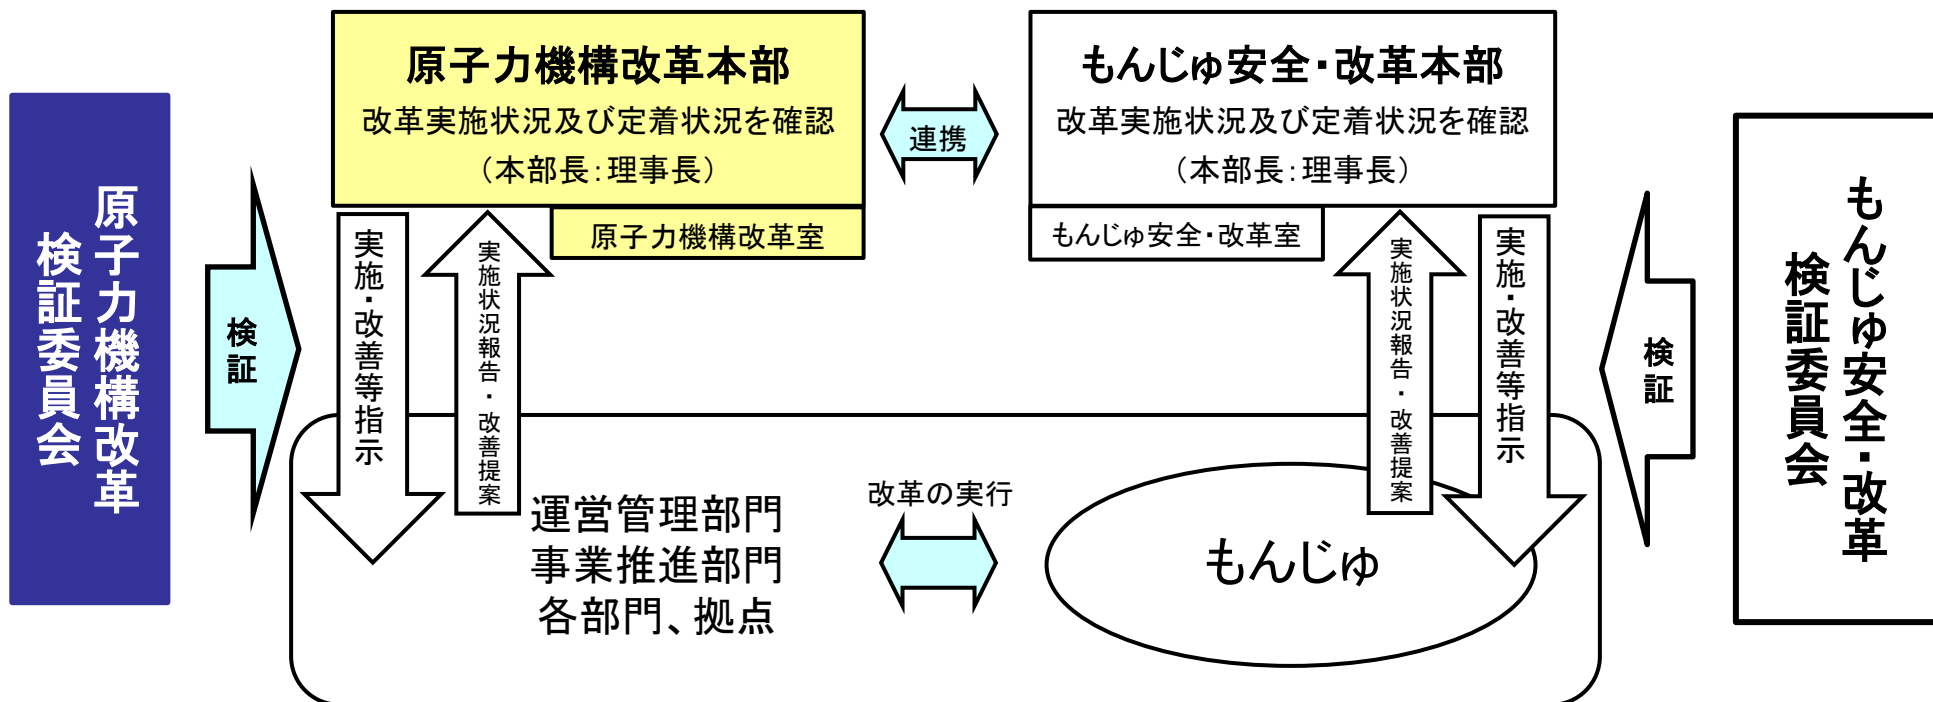 原子力機構改革本部
改革実施状況及び定着状況を確認
（本部長：理事長）
原子力機構改革室
連携
もんじゅ安全・改革本部
改革実施状況及び定着状況を確認
（本部長：理事長）
もんじゅ安全・改革室
原子力機構改革
検証委員会
検証
実施・改善等指示
実施状況報告・改善提案
実施状況報告・改善提案
実施・改善等指示
検証
もんじゅ安全・改革
検証委員会
運営管理部門
事業推進部門
各部門、拠点
改革の実行
もんじゅ